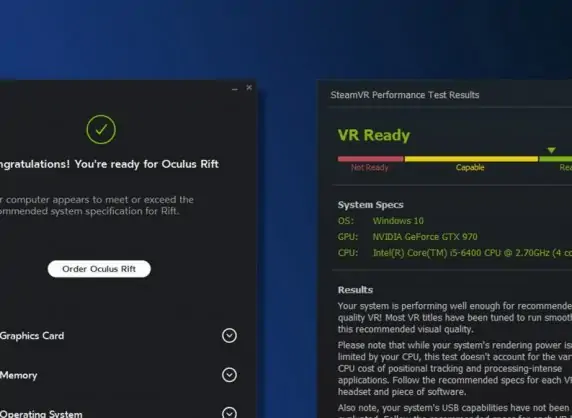 ngratulations! You're ready for Oculus Rift
computer appears to meet or exceed the
ommended system specification for Rift.
Order Oculus Rift
Graphics Card
Memory
Operating System
SteamVR Performance Test Results
VR Ready
Not Ready
Capable
Rea
System Specs
OS: Windows 10
GPU: NVIDIA GeForce GTX 970
CPU: Intel(R) Core(TM) i5-6400 CPU @ 2.70GHz (4 co
Results
Your system is performing well enough for recommende
quality VR! Most VR titles have been tuned to run smoot
this recommended visual quality.
Please note that while your system's rendering power is
limited by your CPU, this test doesn't account for the var
CPU cost of positional tracking and processing-intense
applications. Follow the recommended specs for each V
headset and piece of software.
Also note, your system's USB capabilities have not been